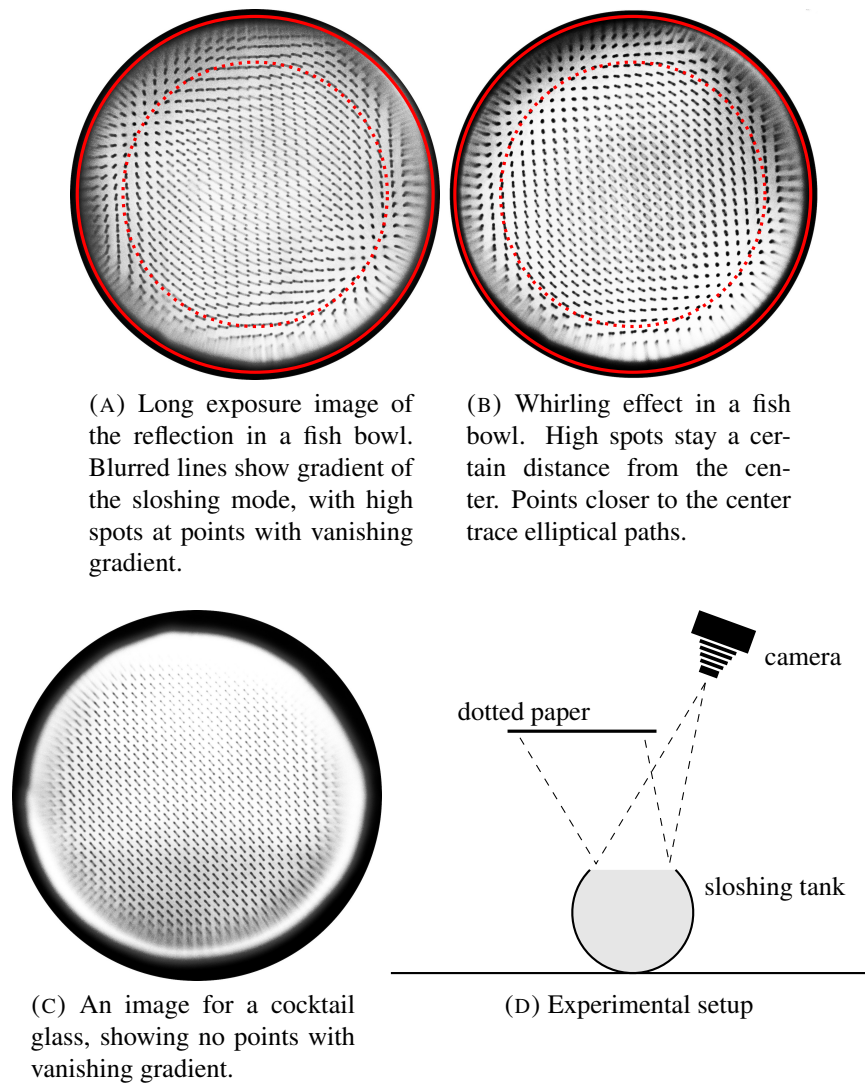 (A) Long exposure image of
the reflection in a fish bowl.
Blurred lines show gradient of
the sloshing mode, with high
spots at points with vanishing
gradient.
(B) Whirling effect in a fish
bowl. High spots stay a cer-
tain distance from the cen-
ter. Points closer to the center
trace elliptical paths.
camera
dotted paper
sloshing tank
(C) An image for a cocktail
glass, showing no points with
vanishing gradient.
(D) Experimental setup